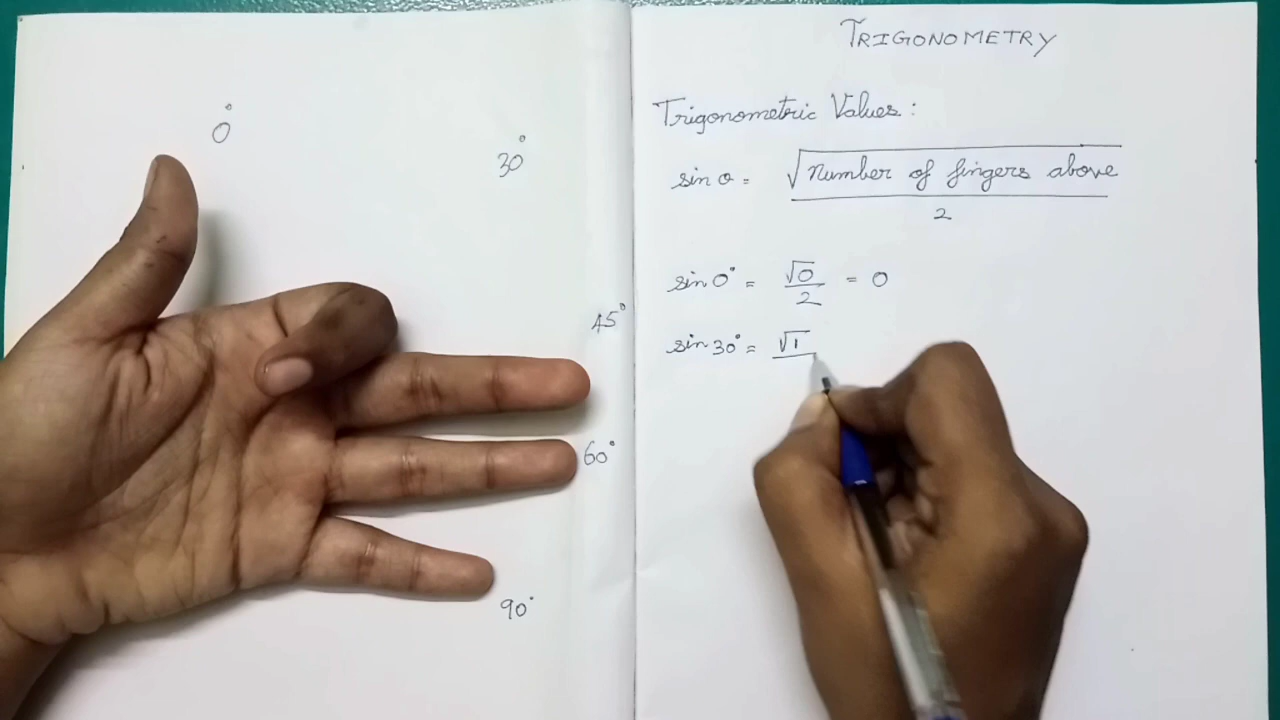 0°
30°
45°
60°
90°
TRIGONOMETRY
Trigonometric Values:
sin θ = √Number of fingers above / 2
sin 0° = √0 / 2 = 0
sin 30° = √1